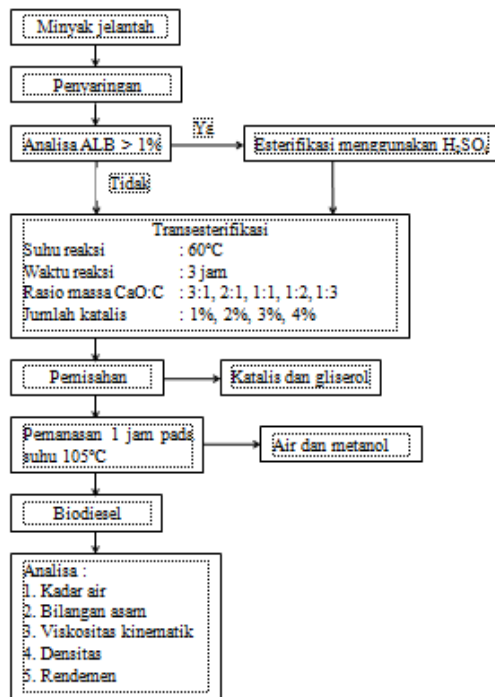 Minyak jelantah
Penyaringan
Analisa ALB > 1%
Ya
Esterifikasi menggunakan H₂SO₄
Tidak
Transesterifikasi
Suhu reaksi : 60°C
Waktu reaksi : 3 jam
Rasio massa CaO:C : 3:1, 2:1, 1:1, 1:2, 1:3
Jumlah katalis : 1%, 2%, 3%, 4%
Pemisahan
Katalis dan gliserol
Pemanasan 1 jam pada
suhu 105°C
Air dan metanol
Biodiesel
Analisa :
1. Kadar air
2. Bilangan asam
3. Viskositas kinematik
4. Densitas
5. Rendemen